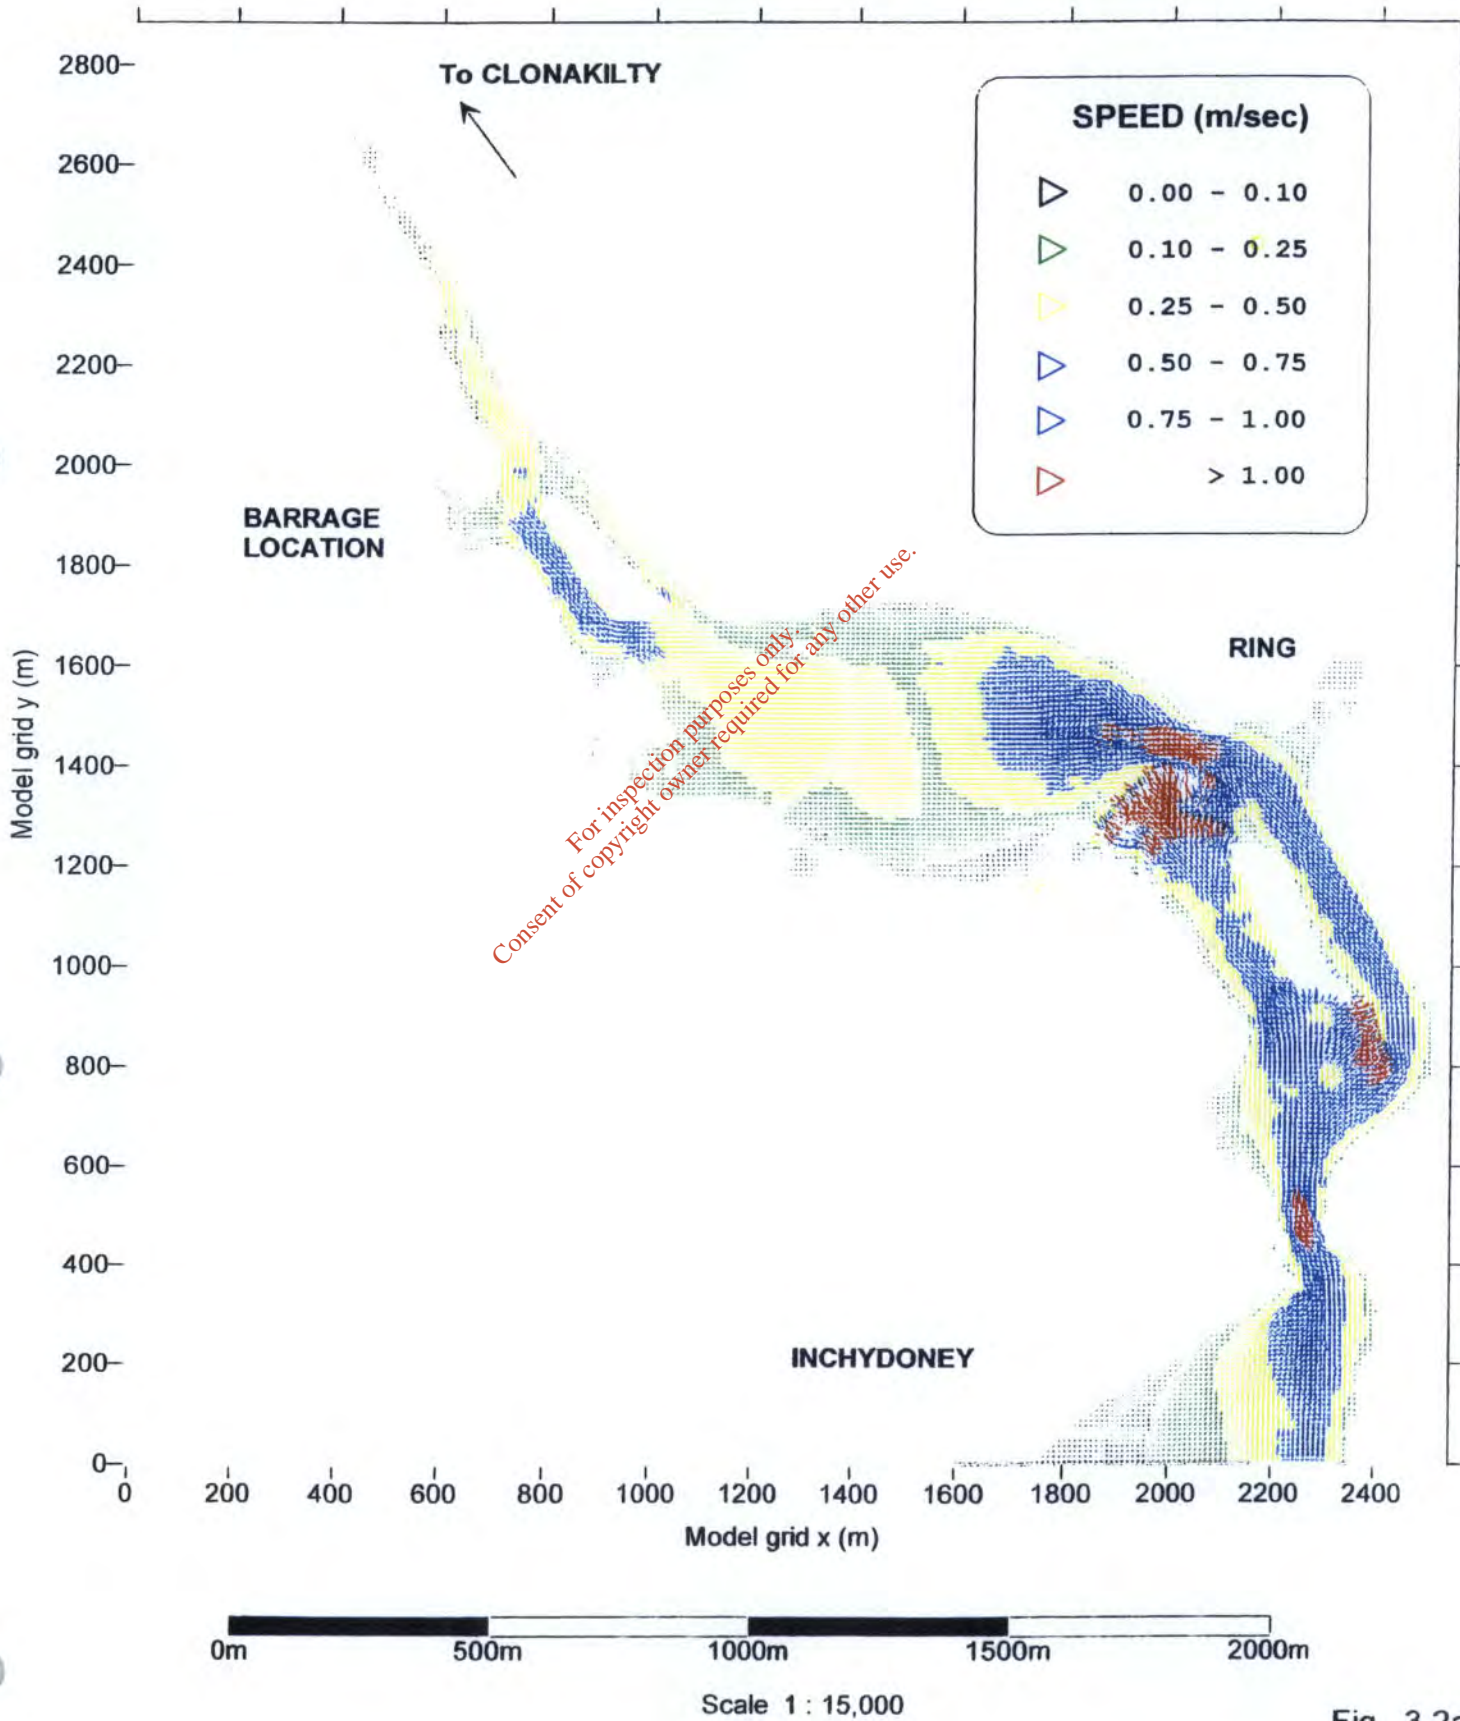 To CLONAKILTY
SPEED (m/sec)
0.00 - 0.10
0.10 - 0.25
0.25 - 0.50
0.50 - 0.75
0.75 - 1.00
> 1.00
BARRAGE
LOCATION
RING
INCHYDONEY
For inspection purposes only.
Consent of copyright owner required for any other use.
Model grid y (m)
2800
2600
2400
2200
2000
1800
1600
1400
1200
1000
800
600
400
200
0
0 200 400 600 800 1000 1200 1400 1600 1800 2000 2200 2400
Model grid x (m)
0m 500m 1000m 1500m 2000m
Scale 1 : 15,000